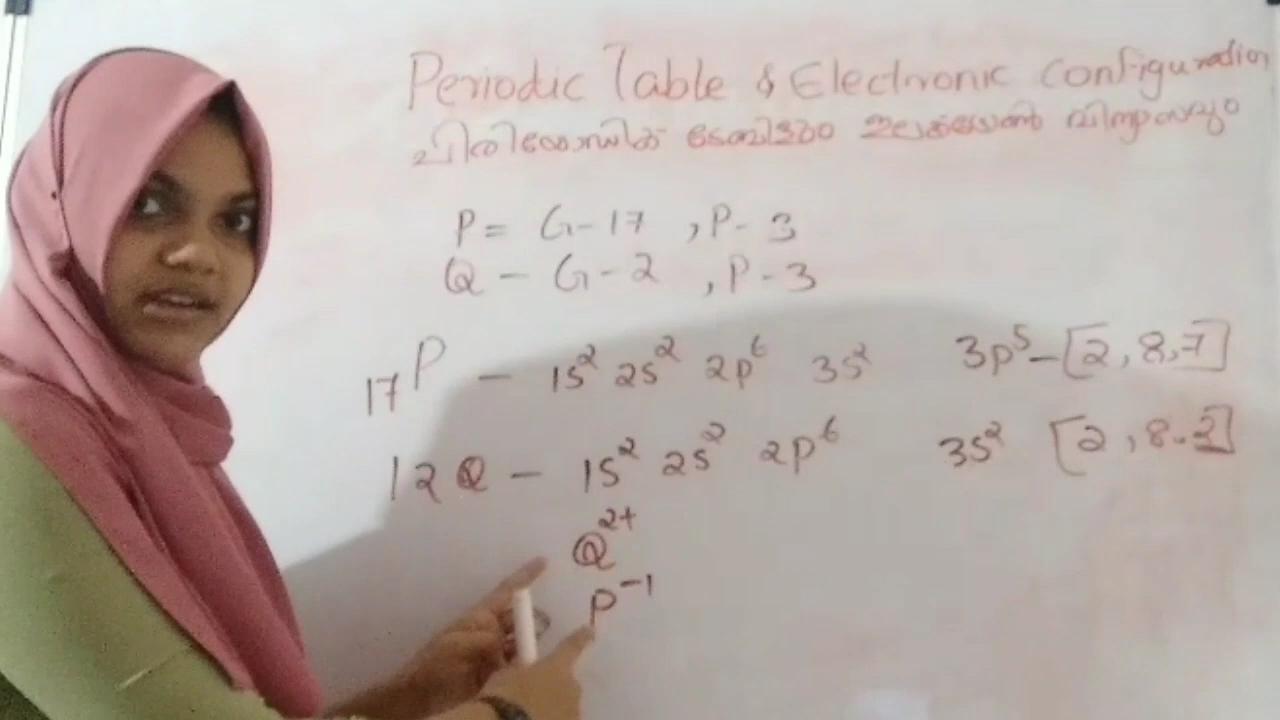 Periodic Table & Electronic Configuration
P = G-17 , P-3
Q - G-2 , P-3
₁₇P - 1s² 2s² 2p⁶ 3s² 3p⁵ - [2,8,7]
12 Q - 1s² 2s² 2p⁶ 3s² [2,8-2]
Q²⁺
P⁻¹